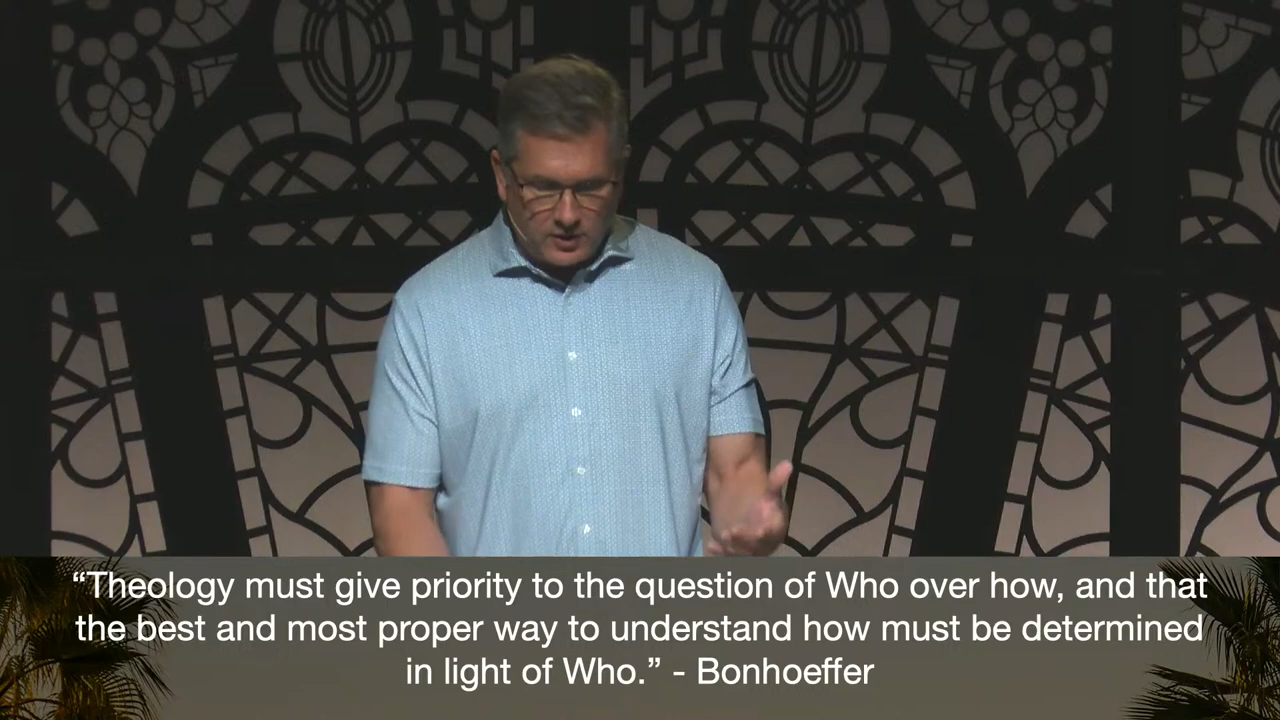 “Theology must give priority to the question of Who over how, and that
the best and most proper way to understand how must be determined
in light of Who.” - Bonhoeffer